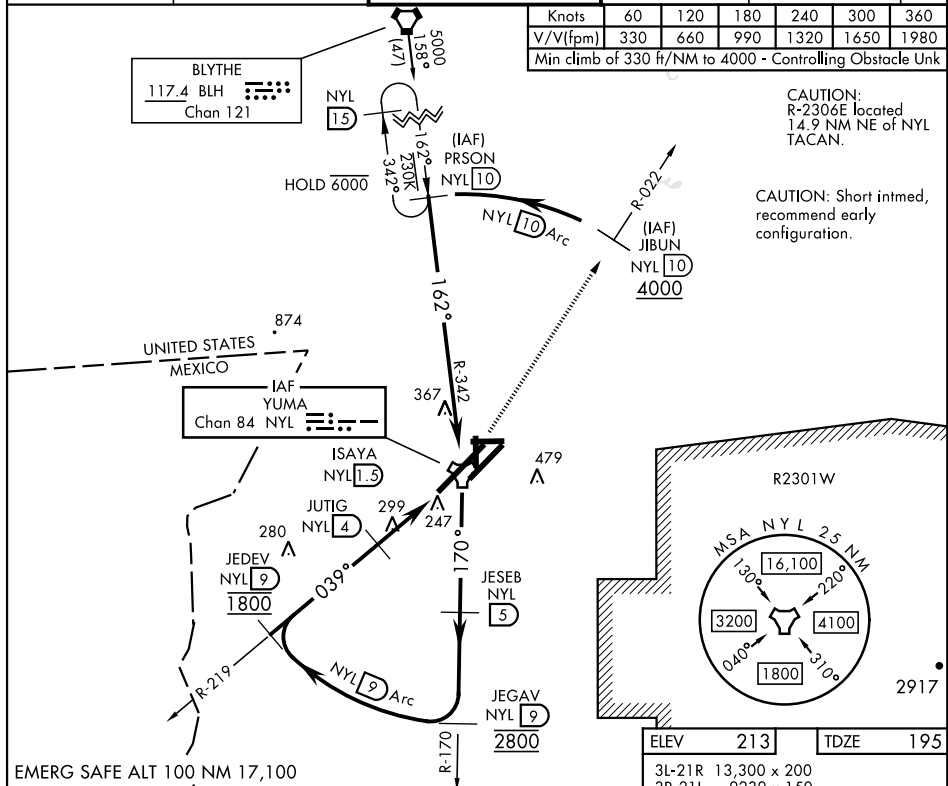 Knots 60 120 180 240 300 360
V/V(fpm) 330 660 990 1320 1650 1980
Min climb of 330 ft/NM to 4000 - Controlling Obstacle Unk
5000
158°
(47)
BLYTHE
117.4 BLH
Chan 121
NYL
15
CAUTION:
R-2306E located
14.9 NM NE of NYL
TACAN.
162°
342°
230K
HOLD 6000
(IAF)
PRSON
NYL 10
NYL 10 Arc
R-022
CAUTION: Short intmed,
recommend early
configuration.
(IAF)
JIBUN
NYL 10
4000
162°
R-342
874
UNITED STATES
MEXICO
IAF
YUMA
Chan 84 NYL
367
479
ISAYA
NYL 1.5
JUTIG
NYL 4
299
247
280
JEDEV
NYL 9
1800
039°
170°
JESEB
NYL
5
R-219
NYL 9 Arc
JEGAV
NYL 9
2800
R-170
R2301W
MSA NYL 25 NM
130°
16,100
220°
3200
4100
040°
1800
310°
2917
EMERG SAFE ALT 100 NM 17,100
ELEV 213
TDZE 195
3L-21R 13,300 x 200